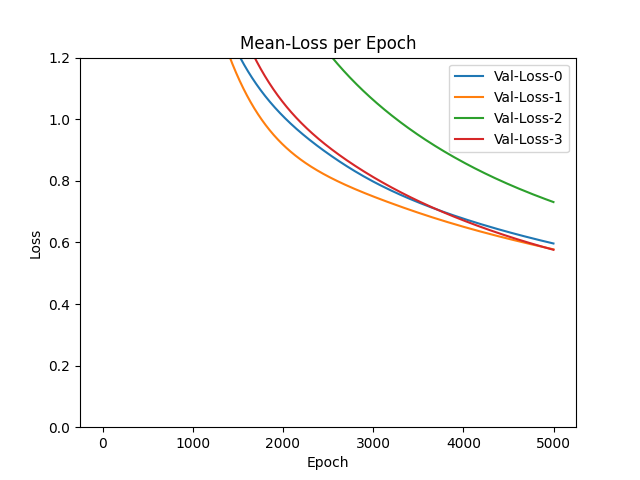 Mean-Loss per Epoch
Val-Loss-0
Val-Loss-1
Val-Loss-2
Val-Loss-3
Loss
1.2
1.0
0.8
0.6
0.4
0.2
0.0
0 1000 2000 3000 4000 5000
Epoch